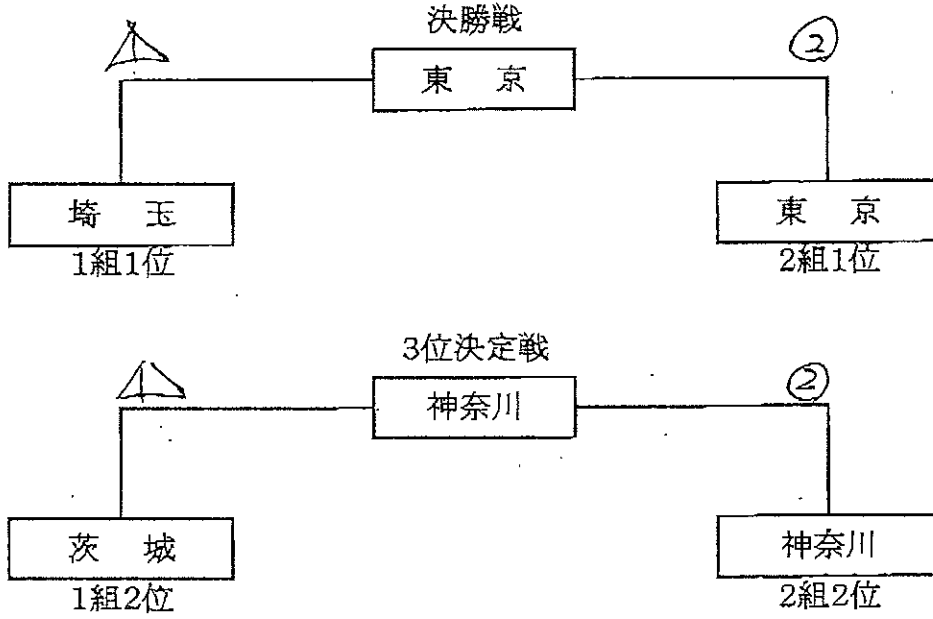 決勝戦
1 東 京 2
埼 玉 東 京
1組1位 2組1位
3位決定戦
1 神奈川 2
茨 城 神奈川
1組2位 2組2位